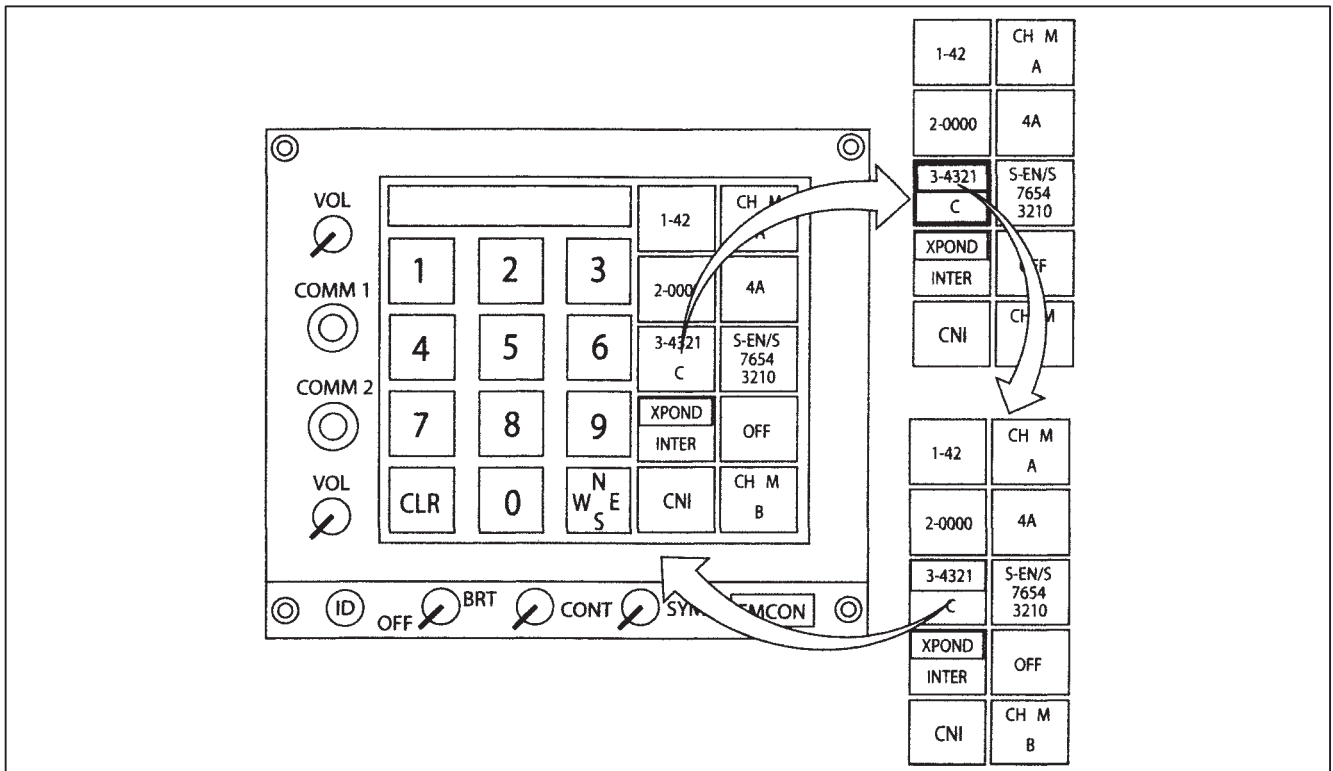 VOL
COMM 1
COMM 2
VOL
1 2 3
4 5 6
7 8 9
CLR 0 N W E S
1-42
CH M
A
2-000
4A
3-4321
C
S-EN/S
7654
3210
XPOND
INTER
OFF
CNI
CH M
B
ID
OFF
BRT
CONT
SYN
EMCON
1-42
CH M
A
2-0000
4A
3-4321
C
S-EN/S
7654
3210
XPOND
INTER
CNI
CH M
1-42
CH M
A
2-0000
4A
3-4321
C
S-EN/S
7654
3210
XPOND
INTER
OFF
CNI
CH M
B